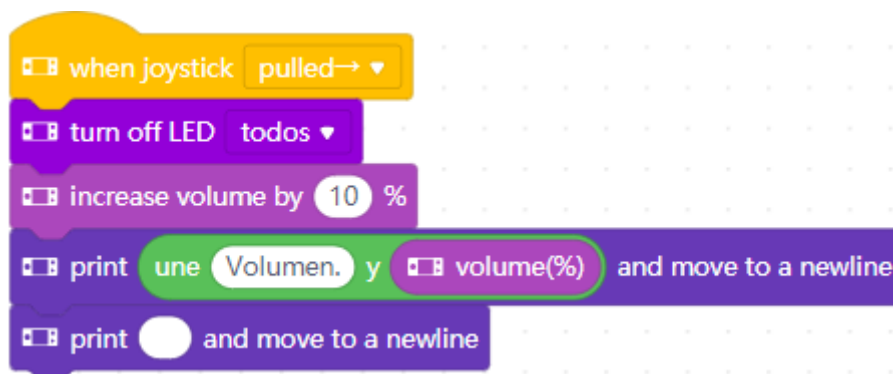 when joystick pulled→
turn off LED todos
increase volume by 10 %
print une Volumen. y volume(%) and move to a newline
print and move to a newline